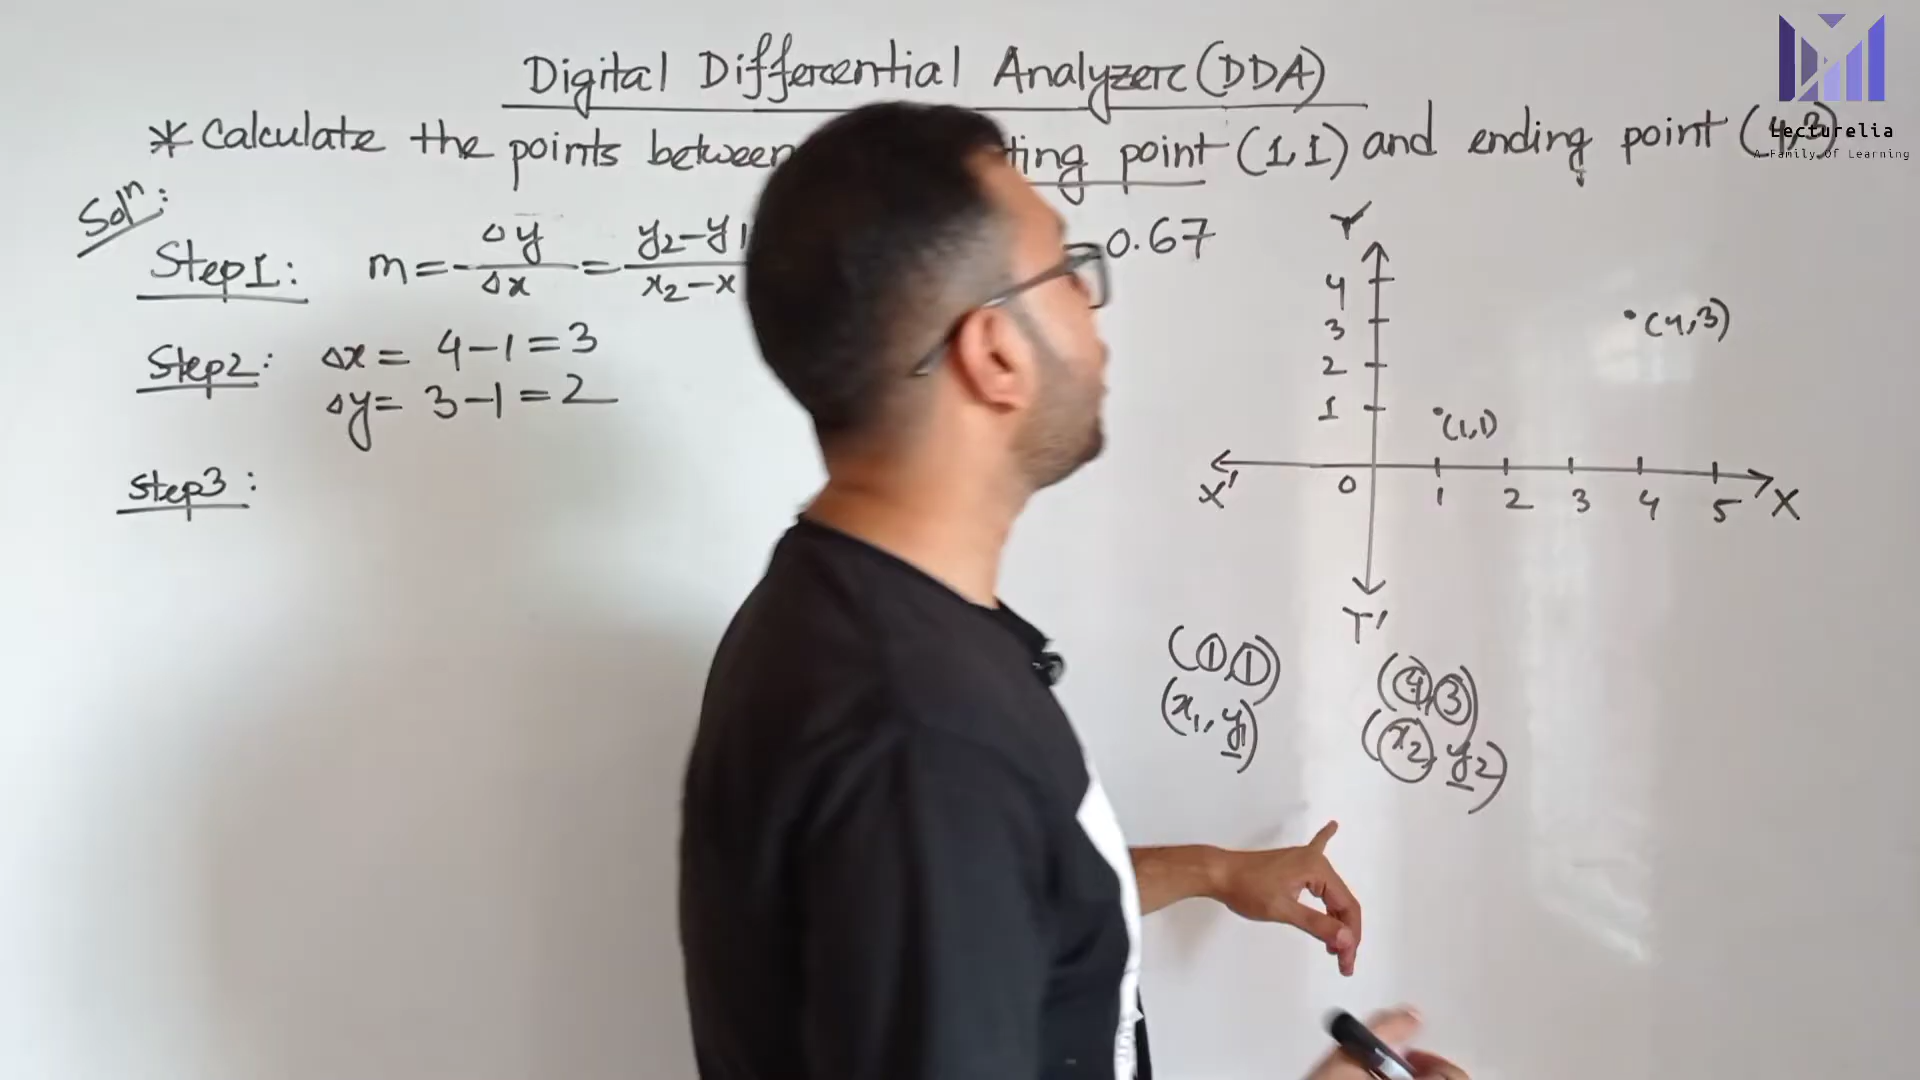 Digital Differential Analyzer (DDA)
* Calculate the points between ting point (1,1) and ending point (4,3)
Lecturelia
A Family Of Learning
Solⁿ:
Step1: m = Δy/Δx = y₂-y₁/x₂-x 0.67
Step2: Δx = 4-1=3
Δy= 3-1=2
Step3:
Y
4
3
2
1
(4,3)
(1,1)
X' 0 1 2 3 4 5 X
Y'
(1,1) (4,3)
(x₁, y₁) (x₂, y₂)